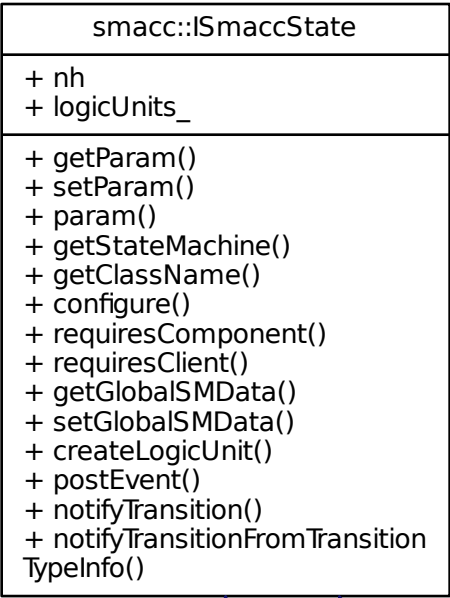 smacc::ISmaccState
+ nh
+ logicUnits_
+ getParam()
+ setParam()
+ param()
+ getStateMachine()
+ getClassName()
+ configure()
+ requiresComponent()
+ requiresClient()
+ getGlobalSMData()
+ setGlobalSMData()
+ createLogicUnit()
+ postEvent()
+ notifyTransition()
+ notifyTransitionFromTransition
TypeInfo()